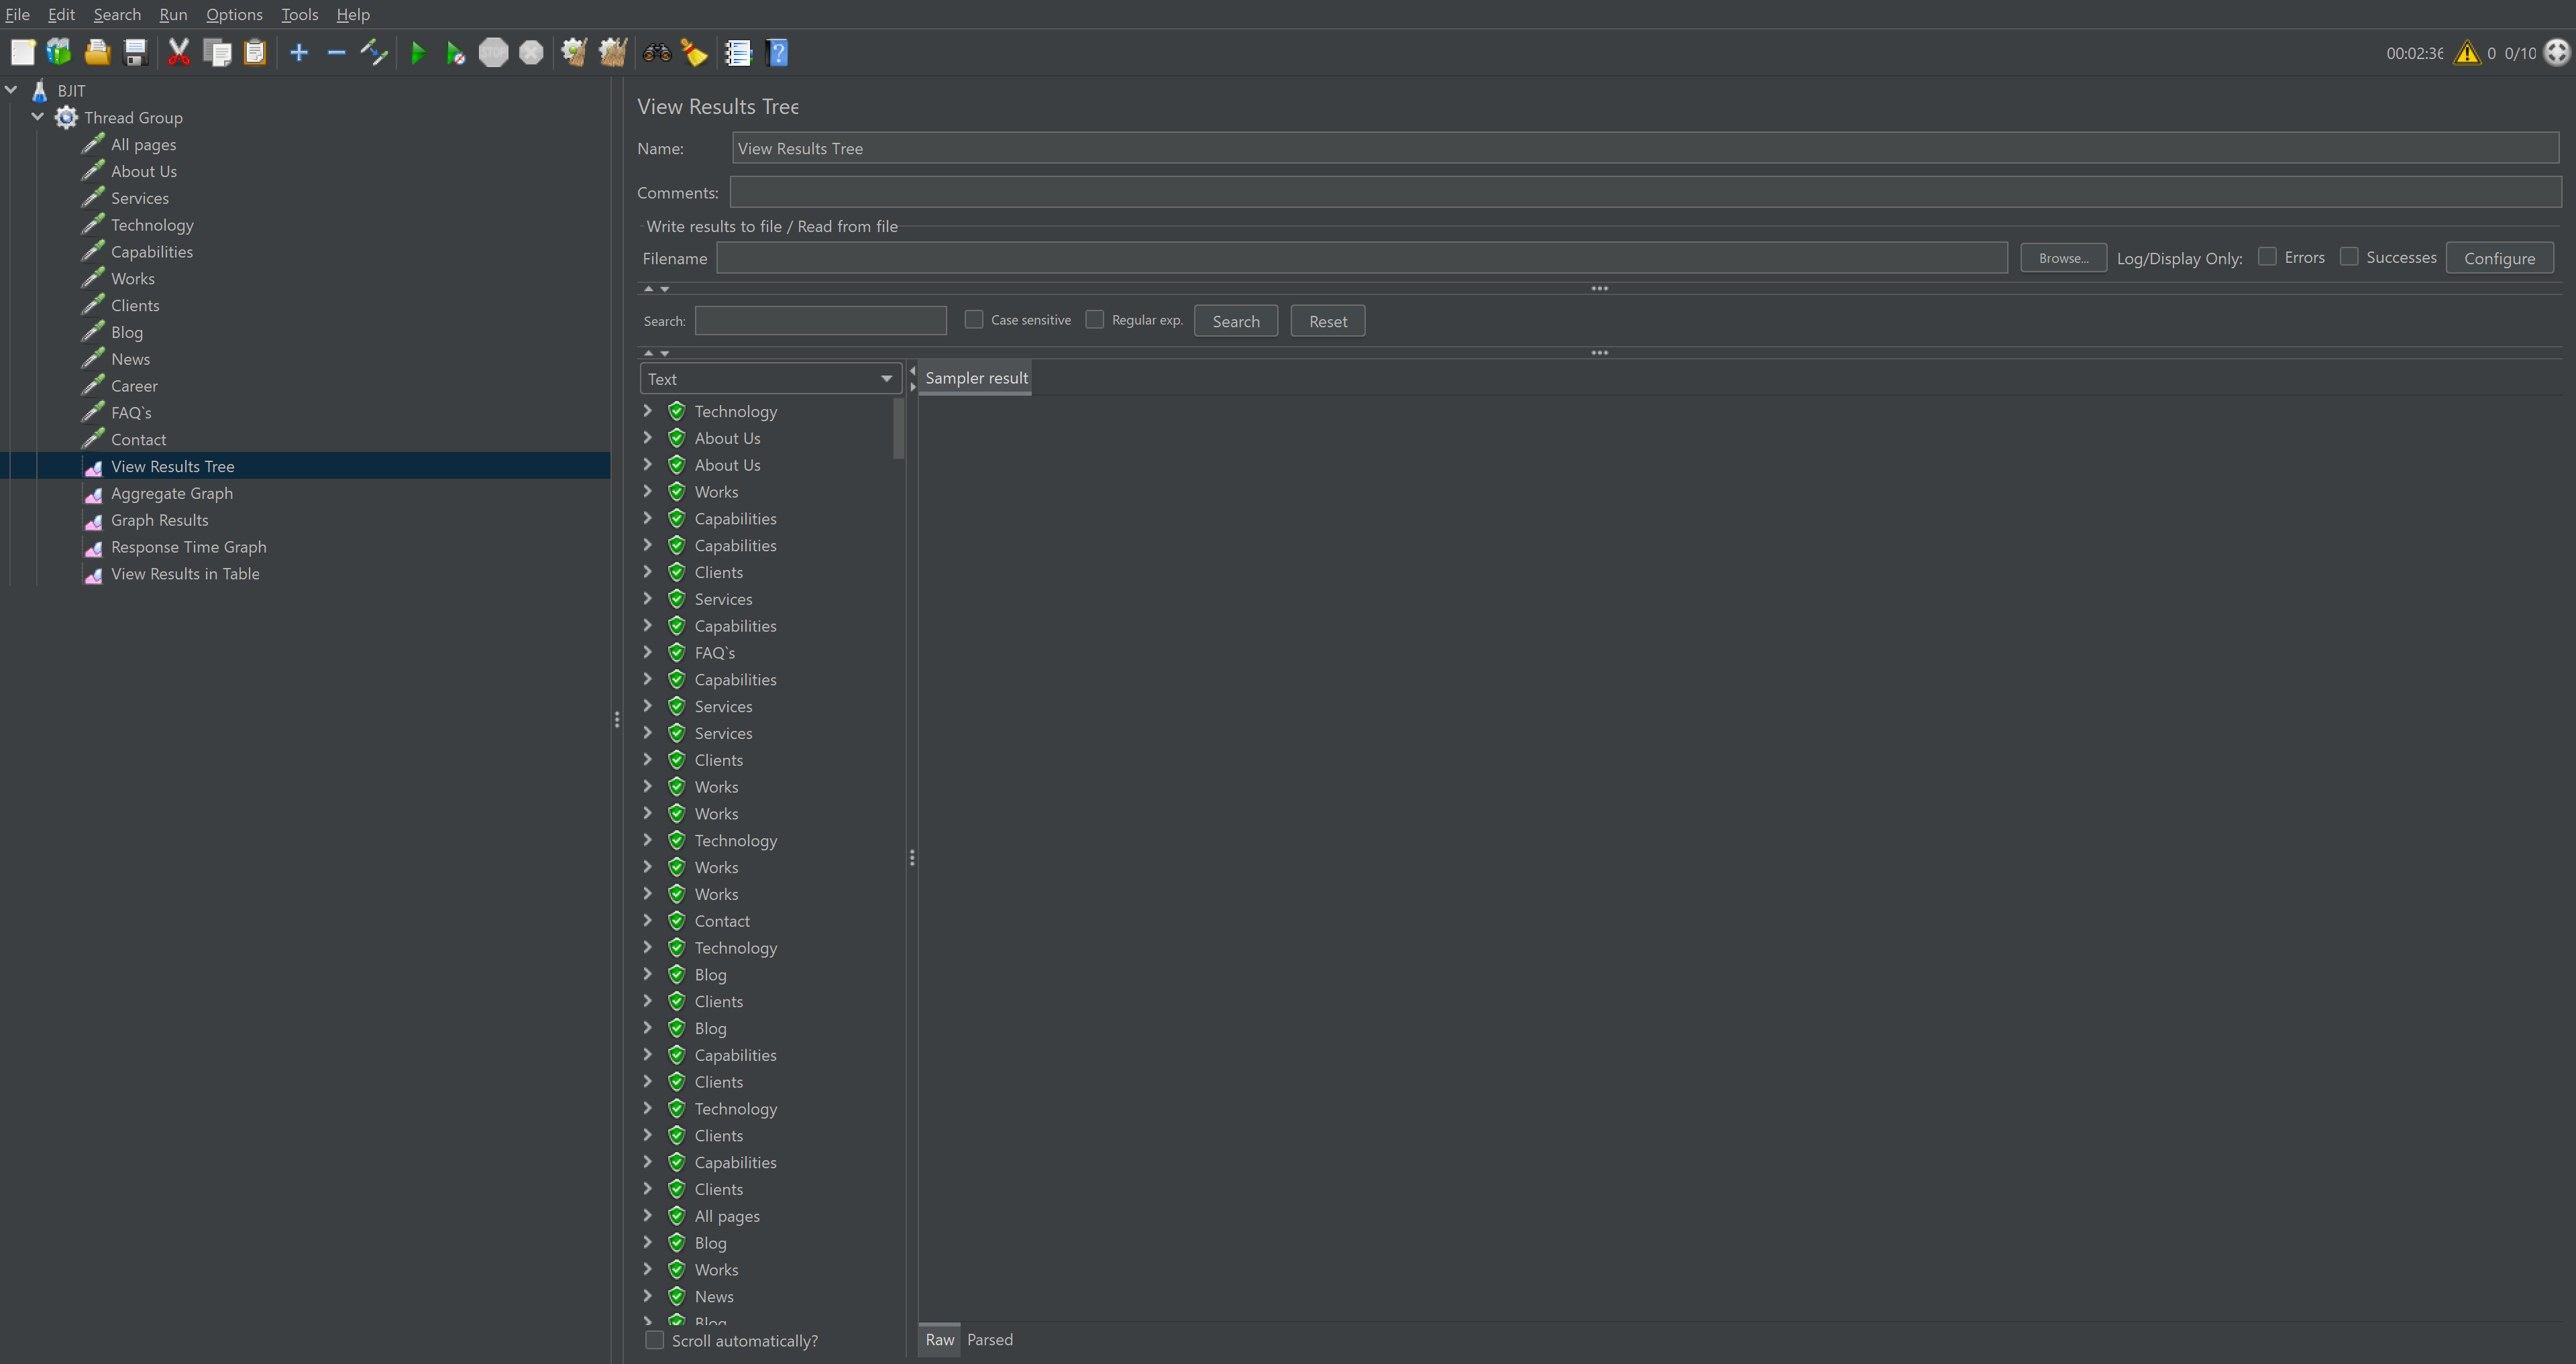 File Edit Search Run Options Tools Help
STOP
00:02:36 0 0/10
BJIT
Thread Group
All pages
About Us
Services
Technology
Capabilities
Works
Clients
Blog
News
Career
FAQ`s
Contact
View Results Tree
Aggregate Graph
Graph Results
Response Time Graph
View Results in Table
View Results Tree
Name: View Results Tree
Comments:
Write results to file / Read from file
Filename Browse... Log/Display Only: Errors Successes Configure
Search: Case sensitive Regular exp. Search Reset
Text
Technology
About Us
About Us
Works
Capabilities
Capabilities
Clients
Services
Capabilities
FAQ`s
Capabilities
Services
Services
Clients
Works
Works
Technology
Works
Works
Contact
Technology
Blog
Clients
Blog
Capabilities
Clients
Technology
Clients
Capabilities
Clients
All pages
Blog
Works
News
Blog
Scroll automatically?
Sampler result
Raw Parsed